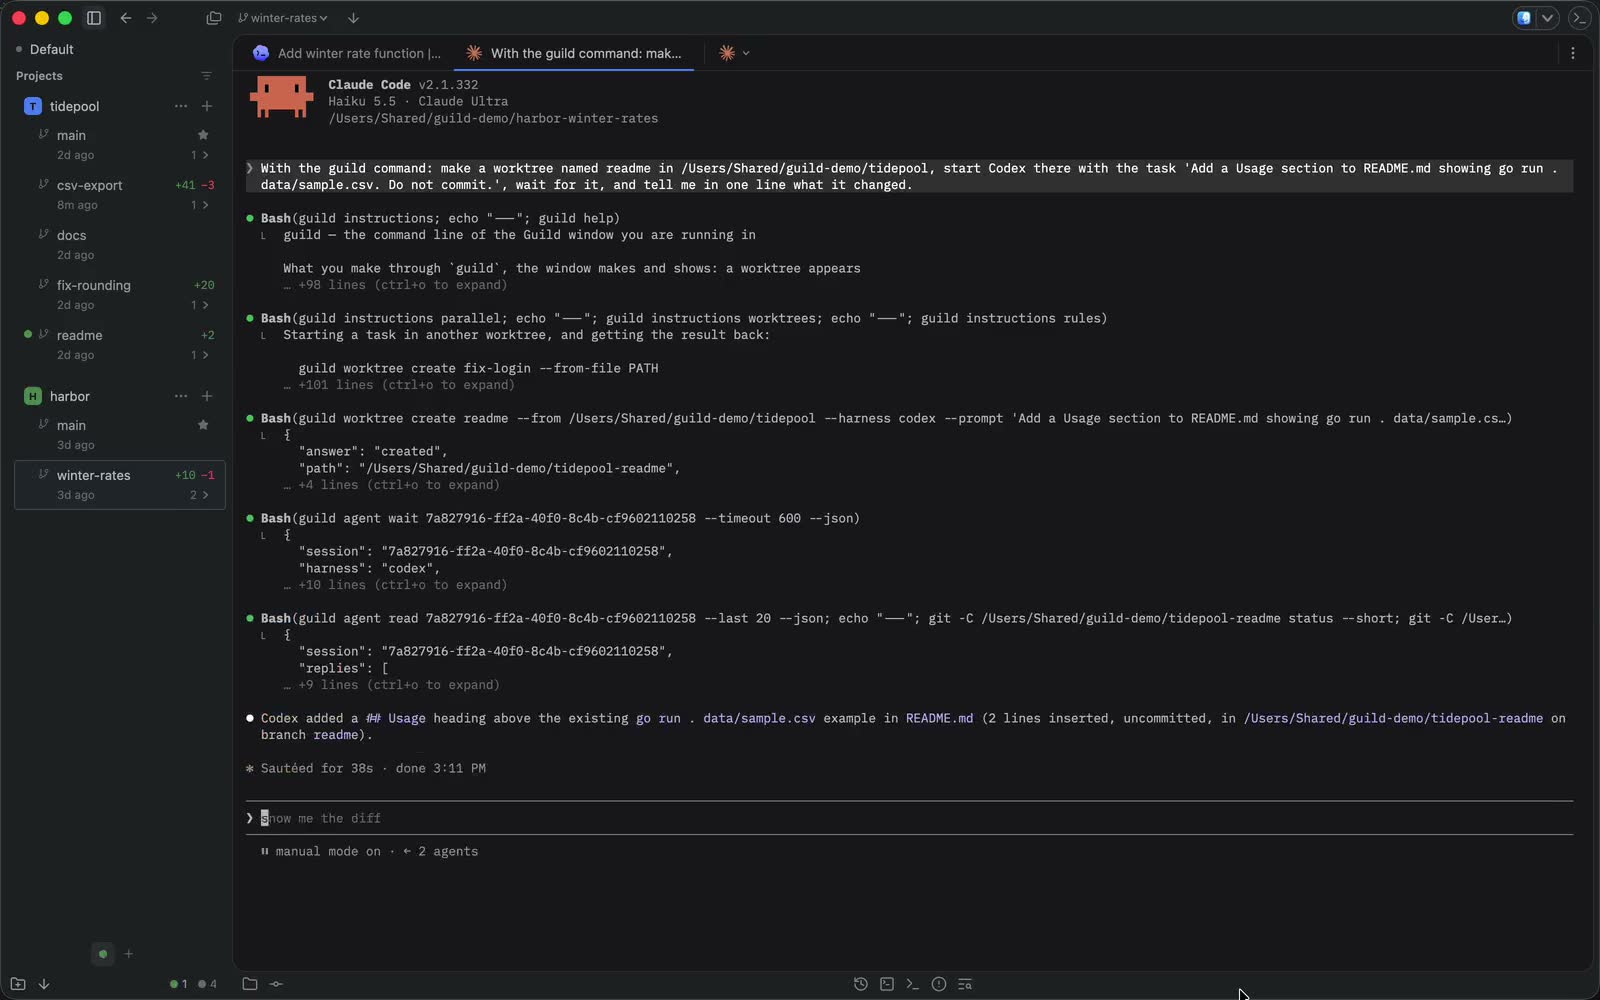 winter-rates
Default
Projects
T tidepool
main
2d ago 1
csv-export +41 −3
8m ago 1
docs
2d ago
fix-rounding +20
2d ago 1
readme +2
2d ago 1
H harbor
main
3d ago
winter-rates +10 −1
3d ago 2
1 4
Add winter rate function |...
With the guild command: mak...
Claude Code v2.1.332
Haiku 5.5 · Claude Ultra
/Users/Shared/guild-demo/harbor-winter-rates
❯ With the guild command: make a worktree named readme in /Users/Shared/guild-demo/tidepool, start Codex there with the task 'Add a Usage section to README.md showing go run .
data/sample.csv. Do not commit.', wait for it, and tell me in one line what it changed.
● Bash(guild instructions; echo "---"; guild help)
└ guild — the command line of the Guild window you are running in
What you make through `guild`, the window makes and shows: a worktree appears
… +98 lines (ctrl+o to expand)
● Bash(guild instructions parallel; echo "---"; guild instructions worktrees; echo "---"; guild instructions rules)
└ Starting a task in another worktree, and getting the result back:
guild worktree create fix-login --from-file PATH
… +101 lines (ctrl+o to expand)
● Bash(guild worktree create readme --from /Users/Shared/guild-demo/tidepool --harness codex --prompt 'Add a Usage section to README.md showing go run . data/sample.cs…)
└ {
"answer": "created",
"path": "/Users/Shared/guild-demo/tidepool-readme",
… +4 lines (ctrl+o to expand)
● Bash(guild agent wait 7a827916-ff2a-40f0-8c4b-cf9602110258 --timeout 600 --json)
└ {
"session": "7a827916-ff2a-40f0-8c4b-cf9602110258",
"harness": "codex",
… +10 lines (ctrl+o to expand)
● Bash(guild agent read 7a827916-ff2a-40f0-8c4b-cf9602110258 --last 20 --json; echo "---"; git -C /Users/Shared/guild-demo/tidepool-readme status --short; git -C /User…)
└ {
"session": "7a827916-ff2a-40f0-8c4b-cf9602110258",
"replies": [
… +9 lines (ctrl+o to expand)
● Codex added a ## Usage heading above the existing go run . data/sample.csv example in README.md (2 lines inserted, uncommitted, in /Users/Shared/guild-demo/tidepool-readme on
branch readme).
✻ Sautéed for 38s · done 3:11 PM
❯ show me the diff
⏸ manual mode on · ← 2 agents